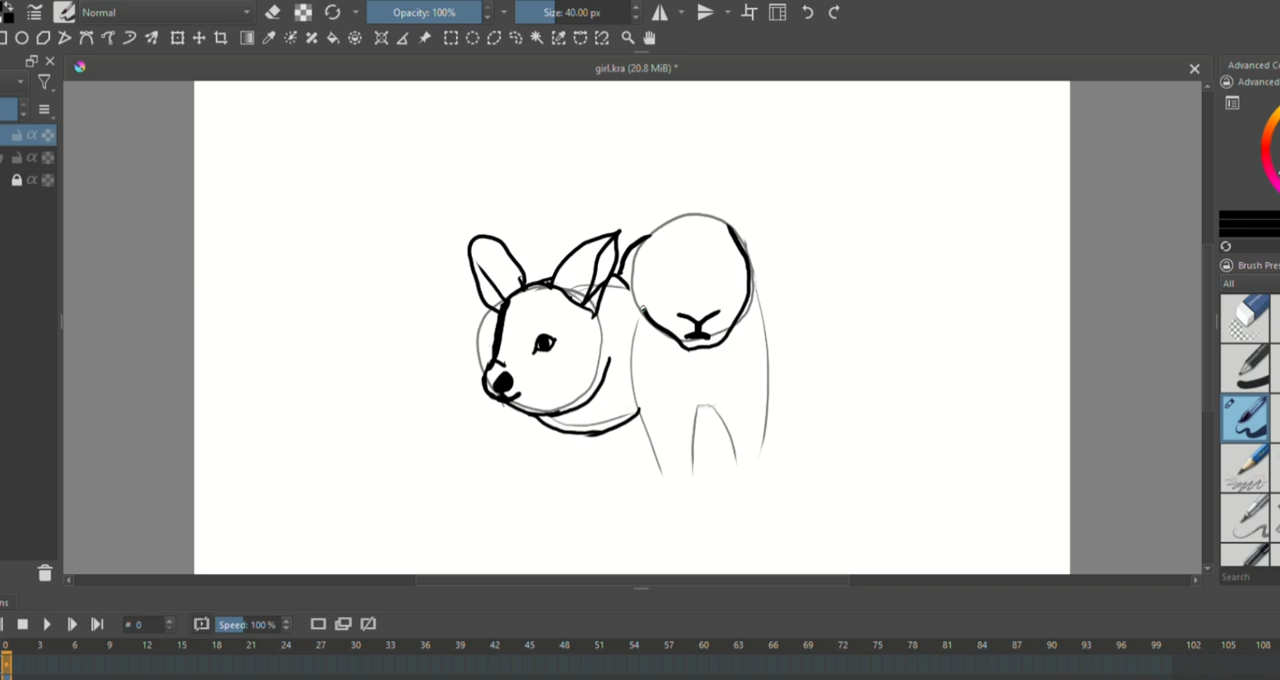 Normal
Opacity: 100%
Size: 40.00 px
girl.kra (20.8 MiB) *
Advanced
Advanced
Brush
All
Search
# 0
Speed: 100 %
0 3 6 9 12 15 18 21 24 27 30 33 36 39 42 45 48 51 54 57 60 63 66 69 72 75 78 81 84 87 90 93 96 99 102 105 108